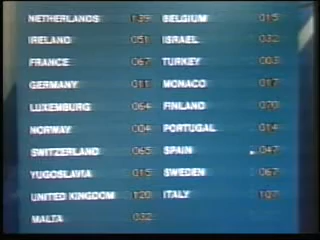 NETHERLANDS 139 BELGIUM 015
IRELAND 051 ISRAEL 032
FRANCE 067 TURKEY 003
GERMANY 011 MONACO 017
LUXEMBURG 064 FINLAND 070
NORWAY 004 PORTUGAL 014
SWITZERLAND 065 SPAIN 047
YUGOSLAVIA 015 SWEDEN 067
UNITED KINGDOM 120 ITALY 107
MALTA 032